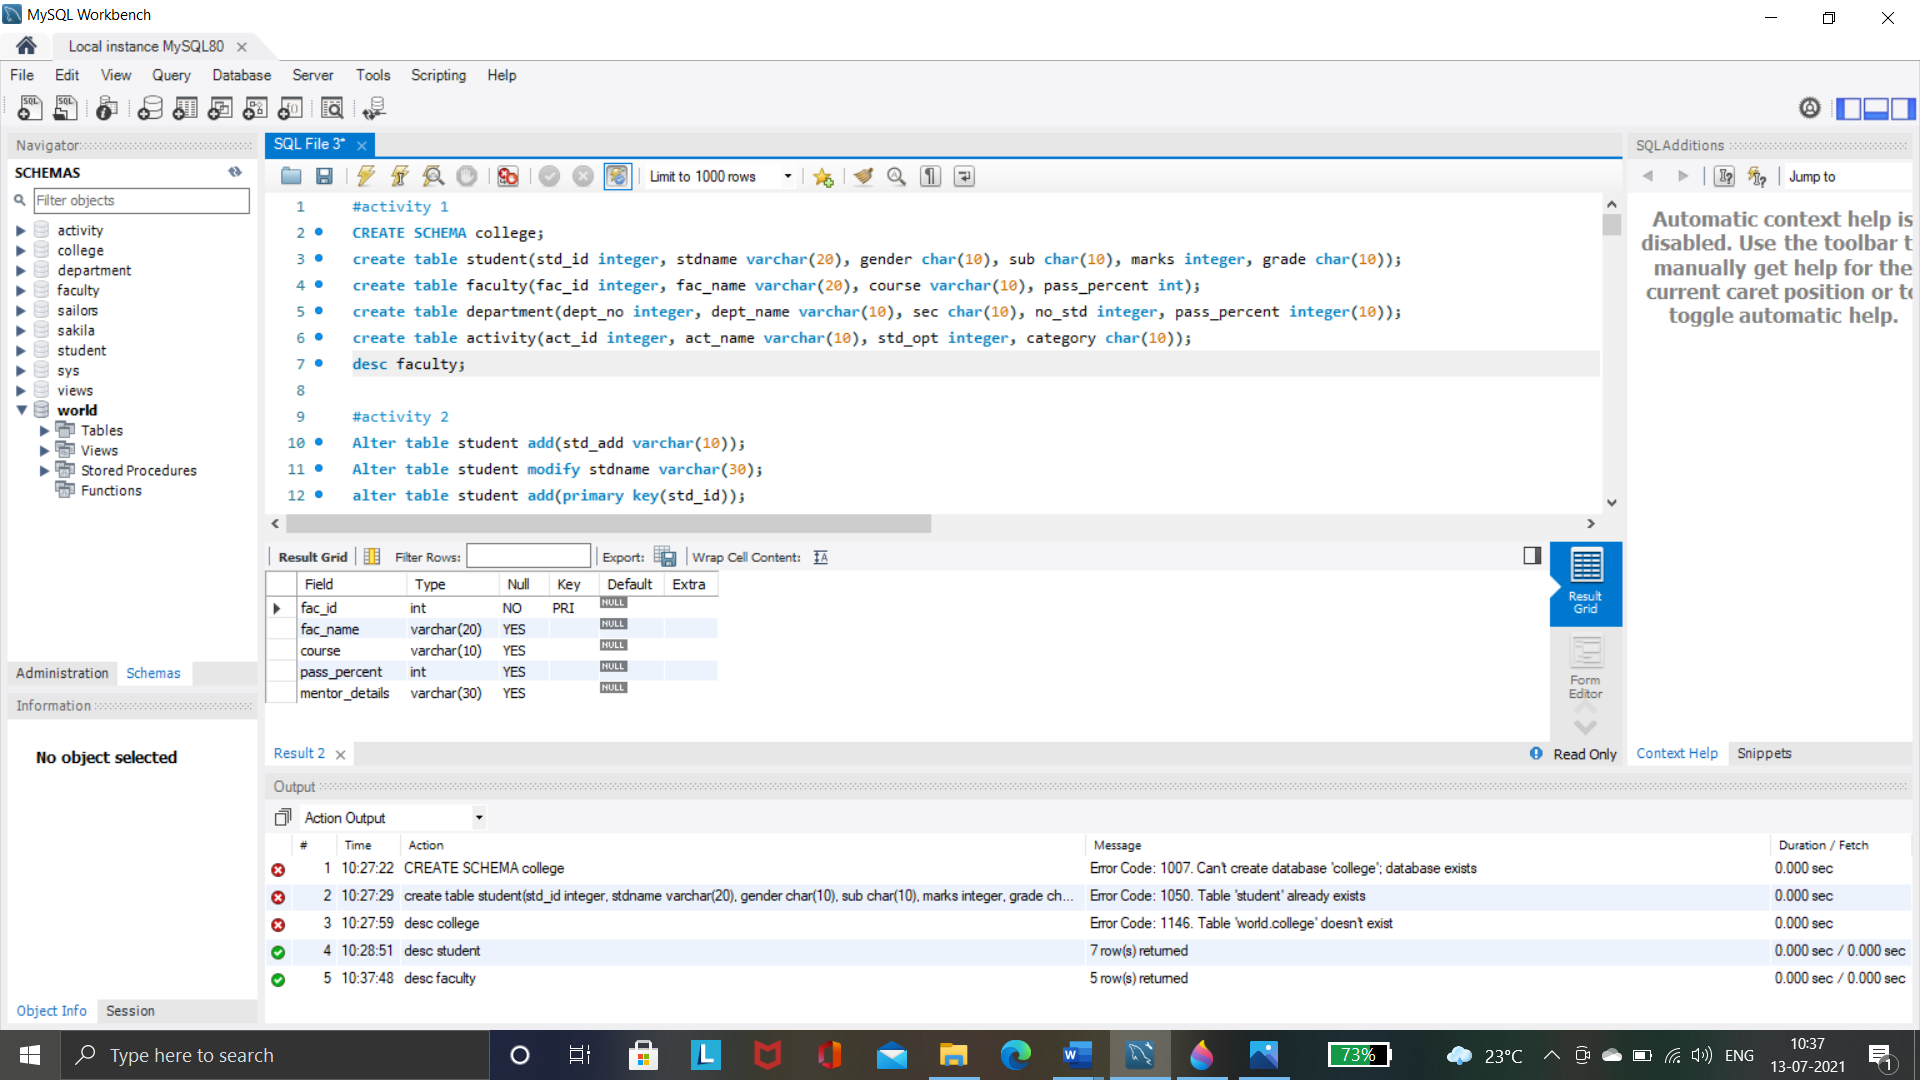 MySQL Workbench
Local instance MySQL80
File Edit View Query Database Server Tools Scripting Help
Navigator
SCHEMAS
Filter objects
activity
college
department
faculty
sailors
sakila
student
sys
views
world
Tables
Views
Stored Procedures
Functions
Administration Schemas
Information
No object selected
Object Info Session
SQL File 3*
Limit to 1000 rows
1 #activity 1
2 CREATE SCHEMA college;
3 create table student(std_id integer, stdname varchar(20), gender char(10), sub char(10), marks integer, grade char(10));
4 create table faculty(fac_id integer, fac_name varchar(20), course varchar(10), pass_percent int);
5 create table department(dept_no integer, dept_name varchar(10), sec char(10), no_std integer, pass_percent integer(10));
6 create table activity(act_id integer, act_name varchar(10), std_opt integer, category char(10));
7 desc faculty;
8
9 #activity 2
10 Alter table student add(std_add varchar(10));
11 Alter table student modify stdname varchar(30);
12 alter table student add(primary key(std_id));
Result Grid Filter Rows: Export: Wrap Cell Content:
Field Type Null Key Default Extra
fac_id int NO PRI NULL
fac_name varchar(20) YES NULL
course varchar(10) YES NULL
pass_percent int YES NULL
mentor_details varchar(30) YES NULL
Result
Grid
Form
Editor
Result 2
Read Only
SQLAdditions
Jump to
Automatic context help is
disabled. Use the toolbar t
manually get help for the
current caret position or to
toggle automatic help.
Context Help Snippets
Output
Action Output
# Time Action Message Duration / Fetch
1 10:27:22 CREATE SCHEMA college Error Code: 1007. Can't create database 'college'; database exists 0.000 sec
2 10:27:29 create table student(std_id integer, stdname varchar(20), gender char(10), sub char(10), marks integer, grade ch... Error Code: 1050. Table 'student' already exists 0.000 sec
3 10:27:59 desc college Error Code: 1146. Table 'world.college' doesn't exist 0.000 sec
4 10:28:51 desc student 7 row(s) returned 0.000 sec / 0.000 sec
5 10:37:48 desc faculty 5 row(s) returned 0.000 sec / 0.000 sec
Type here to search
73%
23°C
ENG
10:37
13-07-2021
1